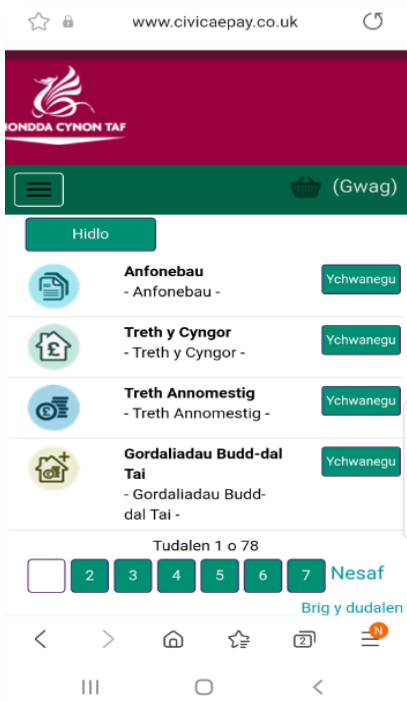 www.civicaepay.co.uk
HONDDA CYNON TAF
(Gwag)
Hidlo
Anfonebau
- Anfonebau -
Ychwanegu
Treth y Cyngor
- Treth y Cyngor -
Ychwanegu
Treth Annomestig
- Treth Annomestig -
Ychwanegu
Gordaliadau Budd-dal
Tai
- Gordaliadau Budd-
dal Tai -
Ychwanegu
Tudalen 1 o 78
2 3 4 5 6 7 Nesaf
Brig y dudalen
2
N